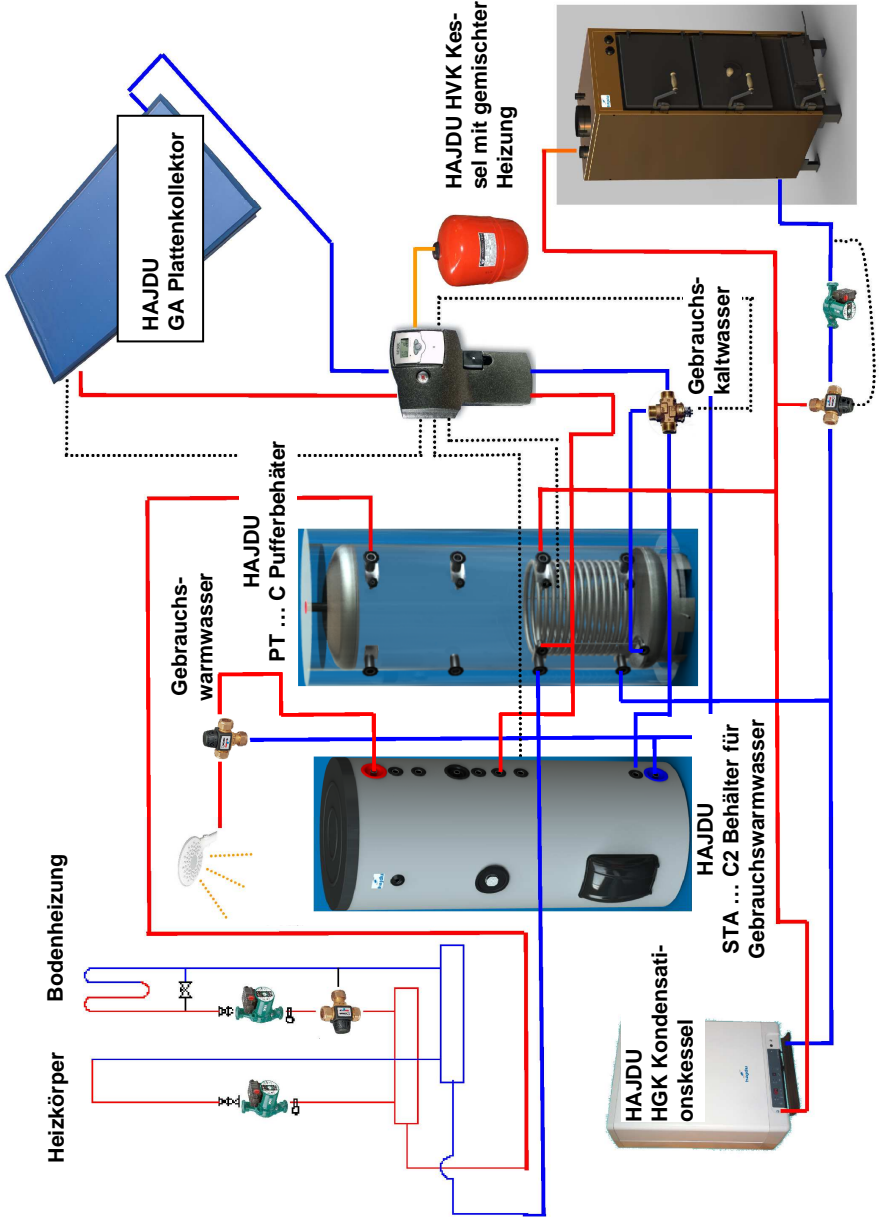 Heizkörper
Bodenheizung
Gebrauchs-
warmwasser
HAJDU
PT ... C Pufferbehäter
HAJDU
GA Plattenkollektor
HAJDU HVK Kes-
sel mit gemischter
Heizung
Gebrauchs-
kaltwasser
HAJDU
STA ... C2 Behälter für
Gebrauchswarmwasser
HAJDU
HGK Kondensati-
onskessel
hajdu